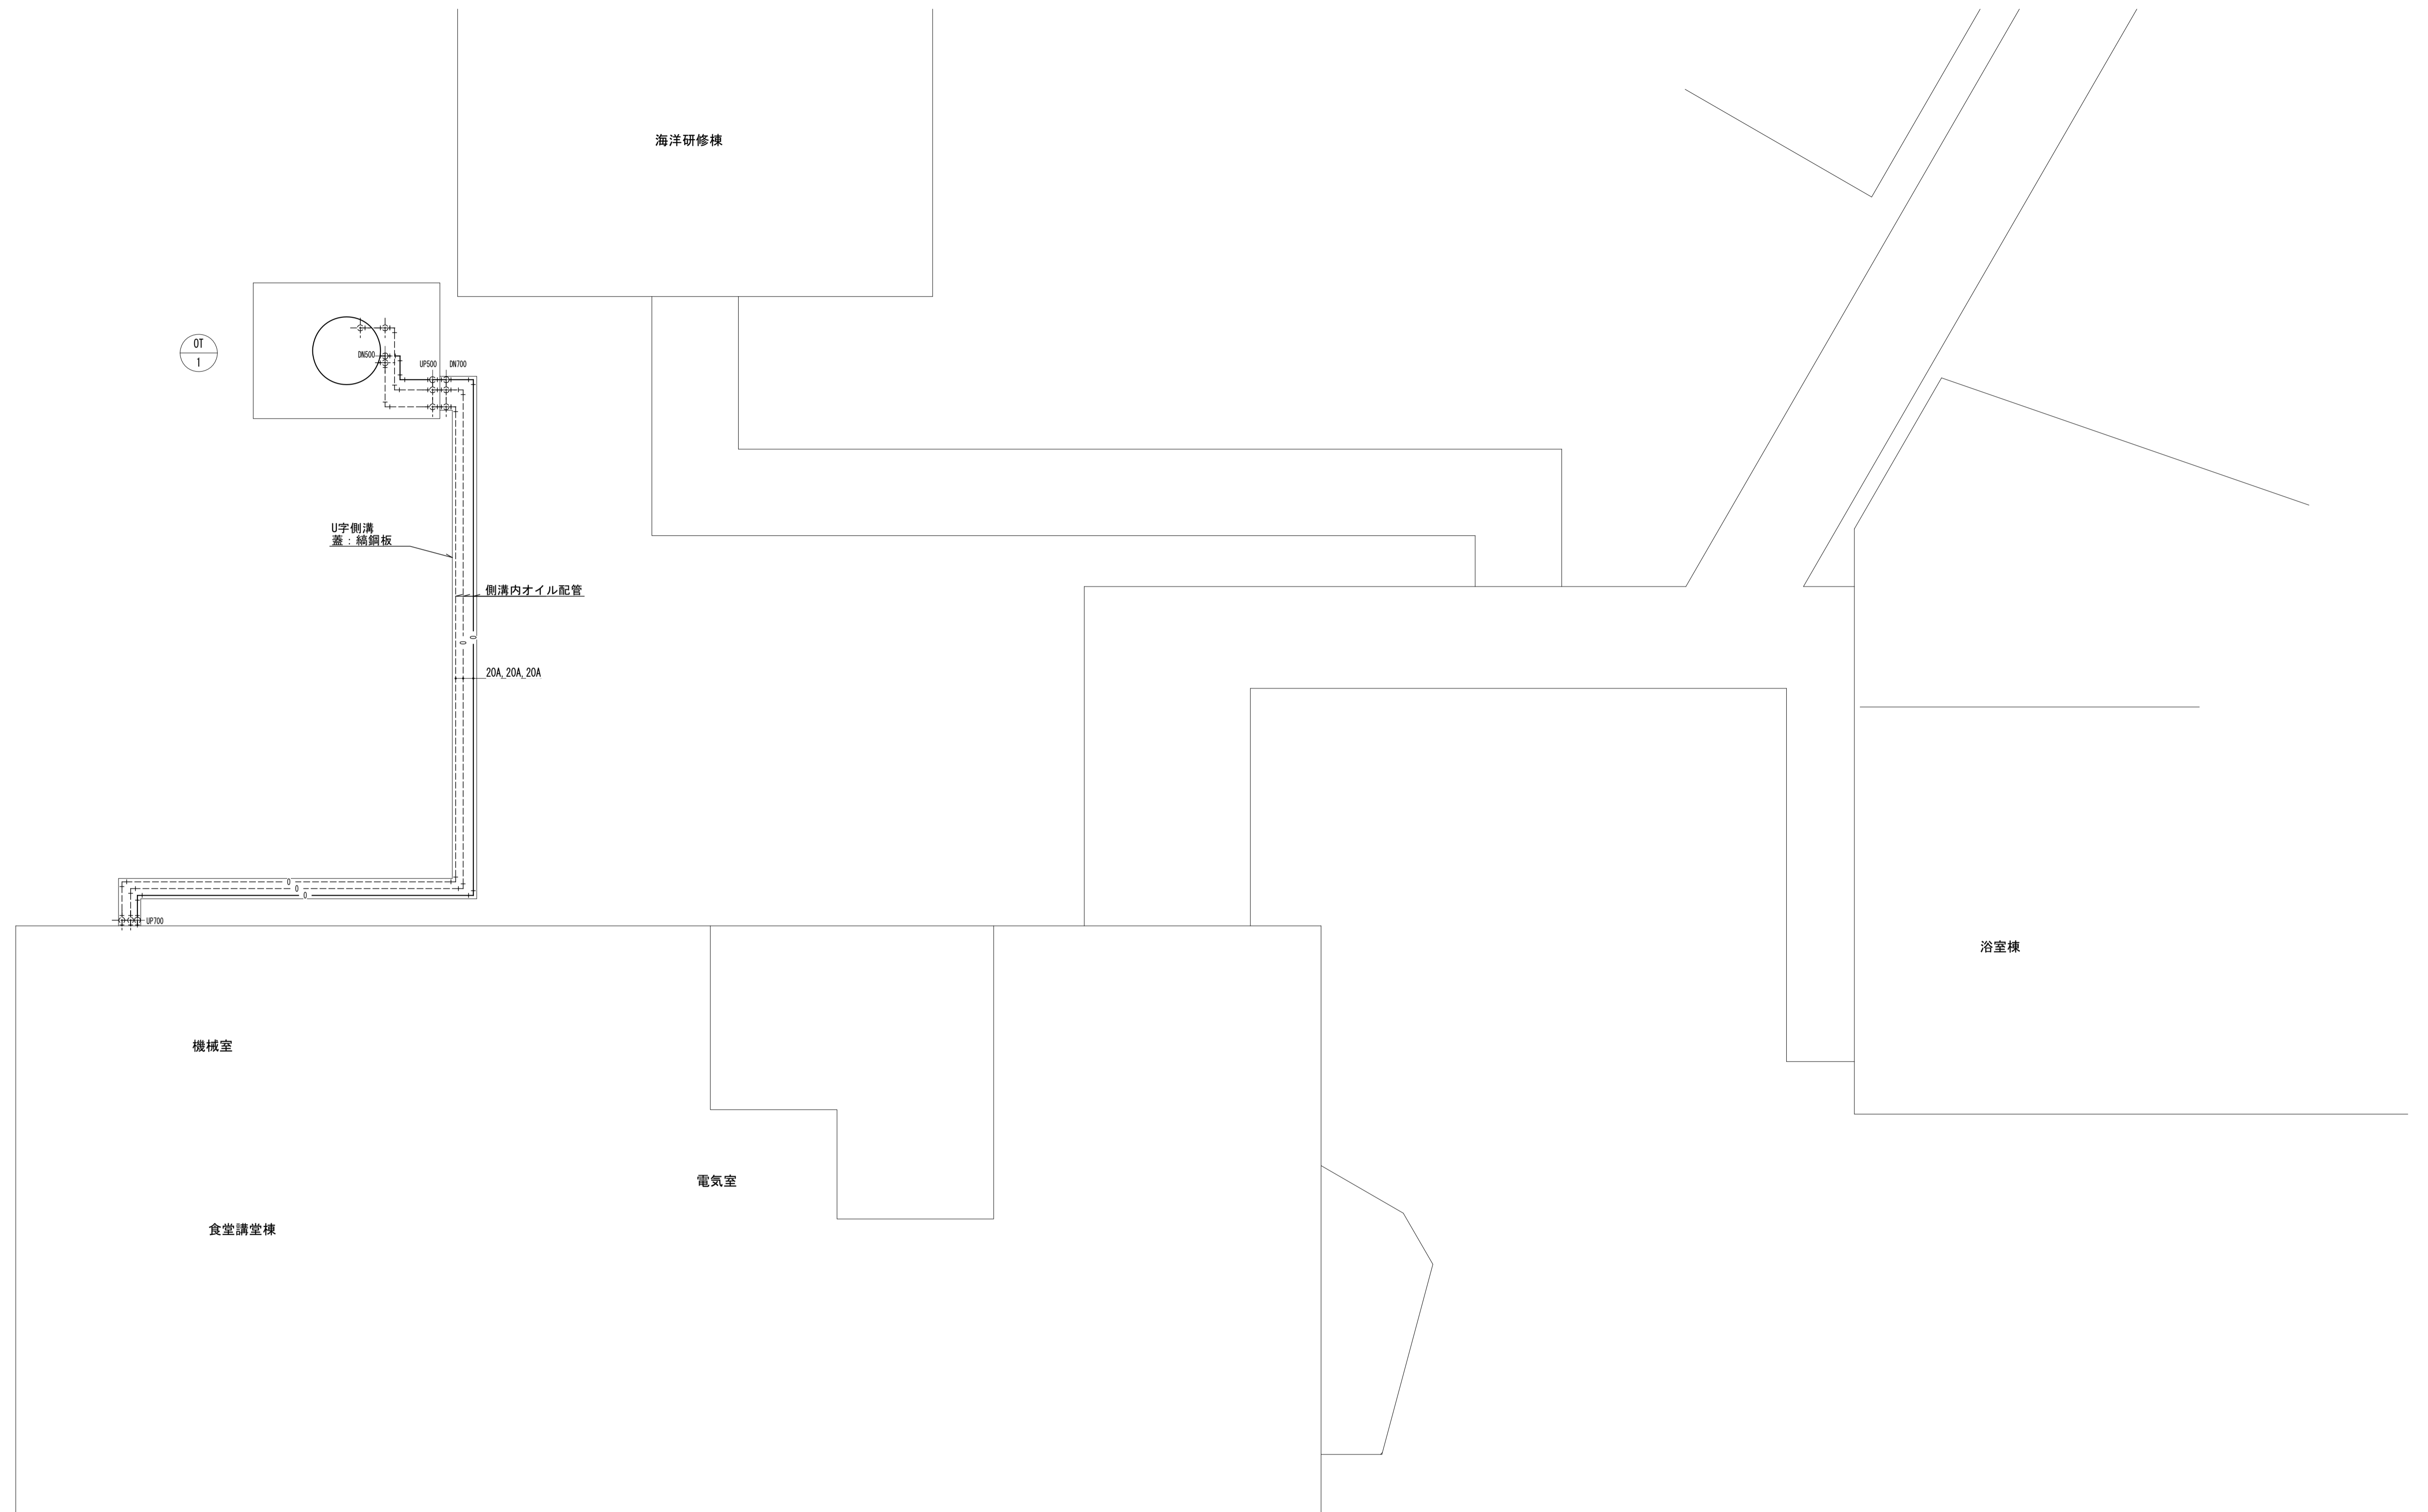 海洋研修棟
OT
1
DN500
UP500
DN700
U字側溝
蓋：縞鋼板
側溝内オイル配管
O
O
20A, 20A, 20A
O
O
O
UP700
浴室棟
機械室
電気室
食堂講堂棟